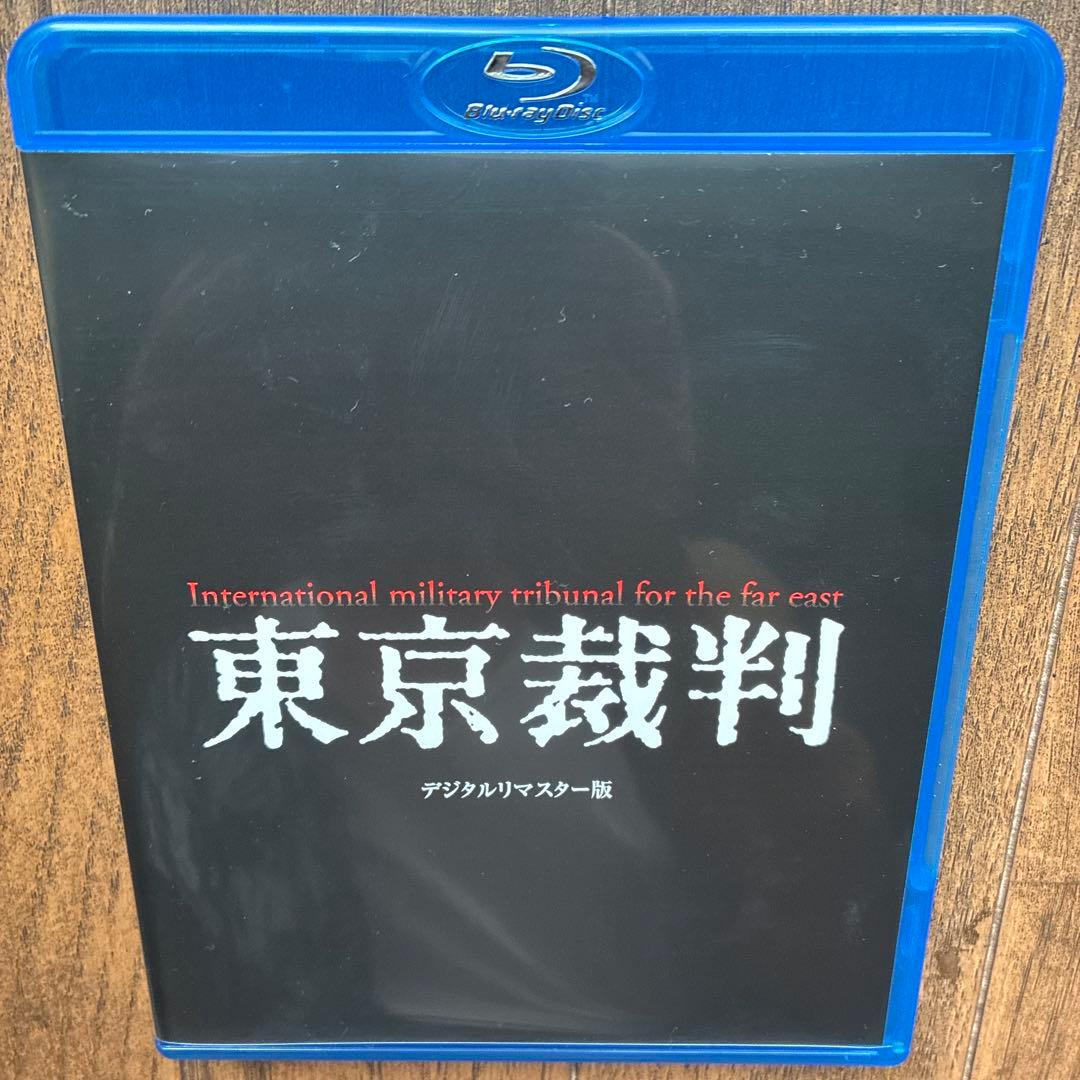 Blu-ray Disc
International military tribunal for the far east
東京裁判
デジタルリマスター版